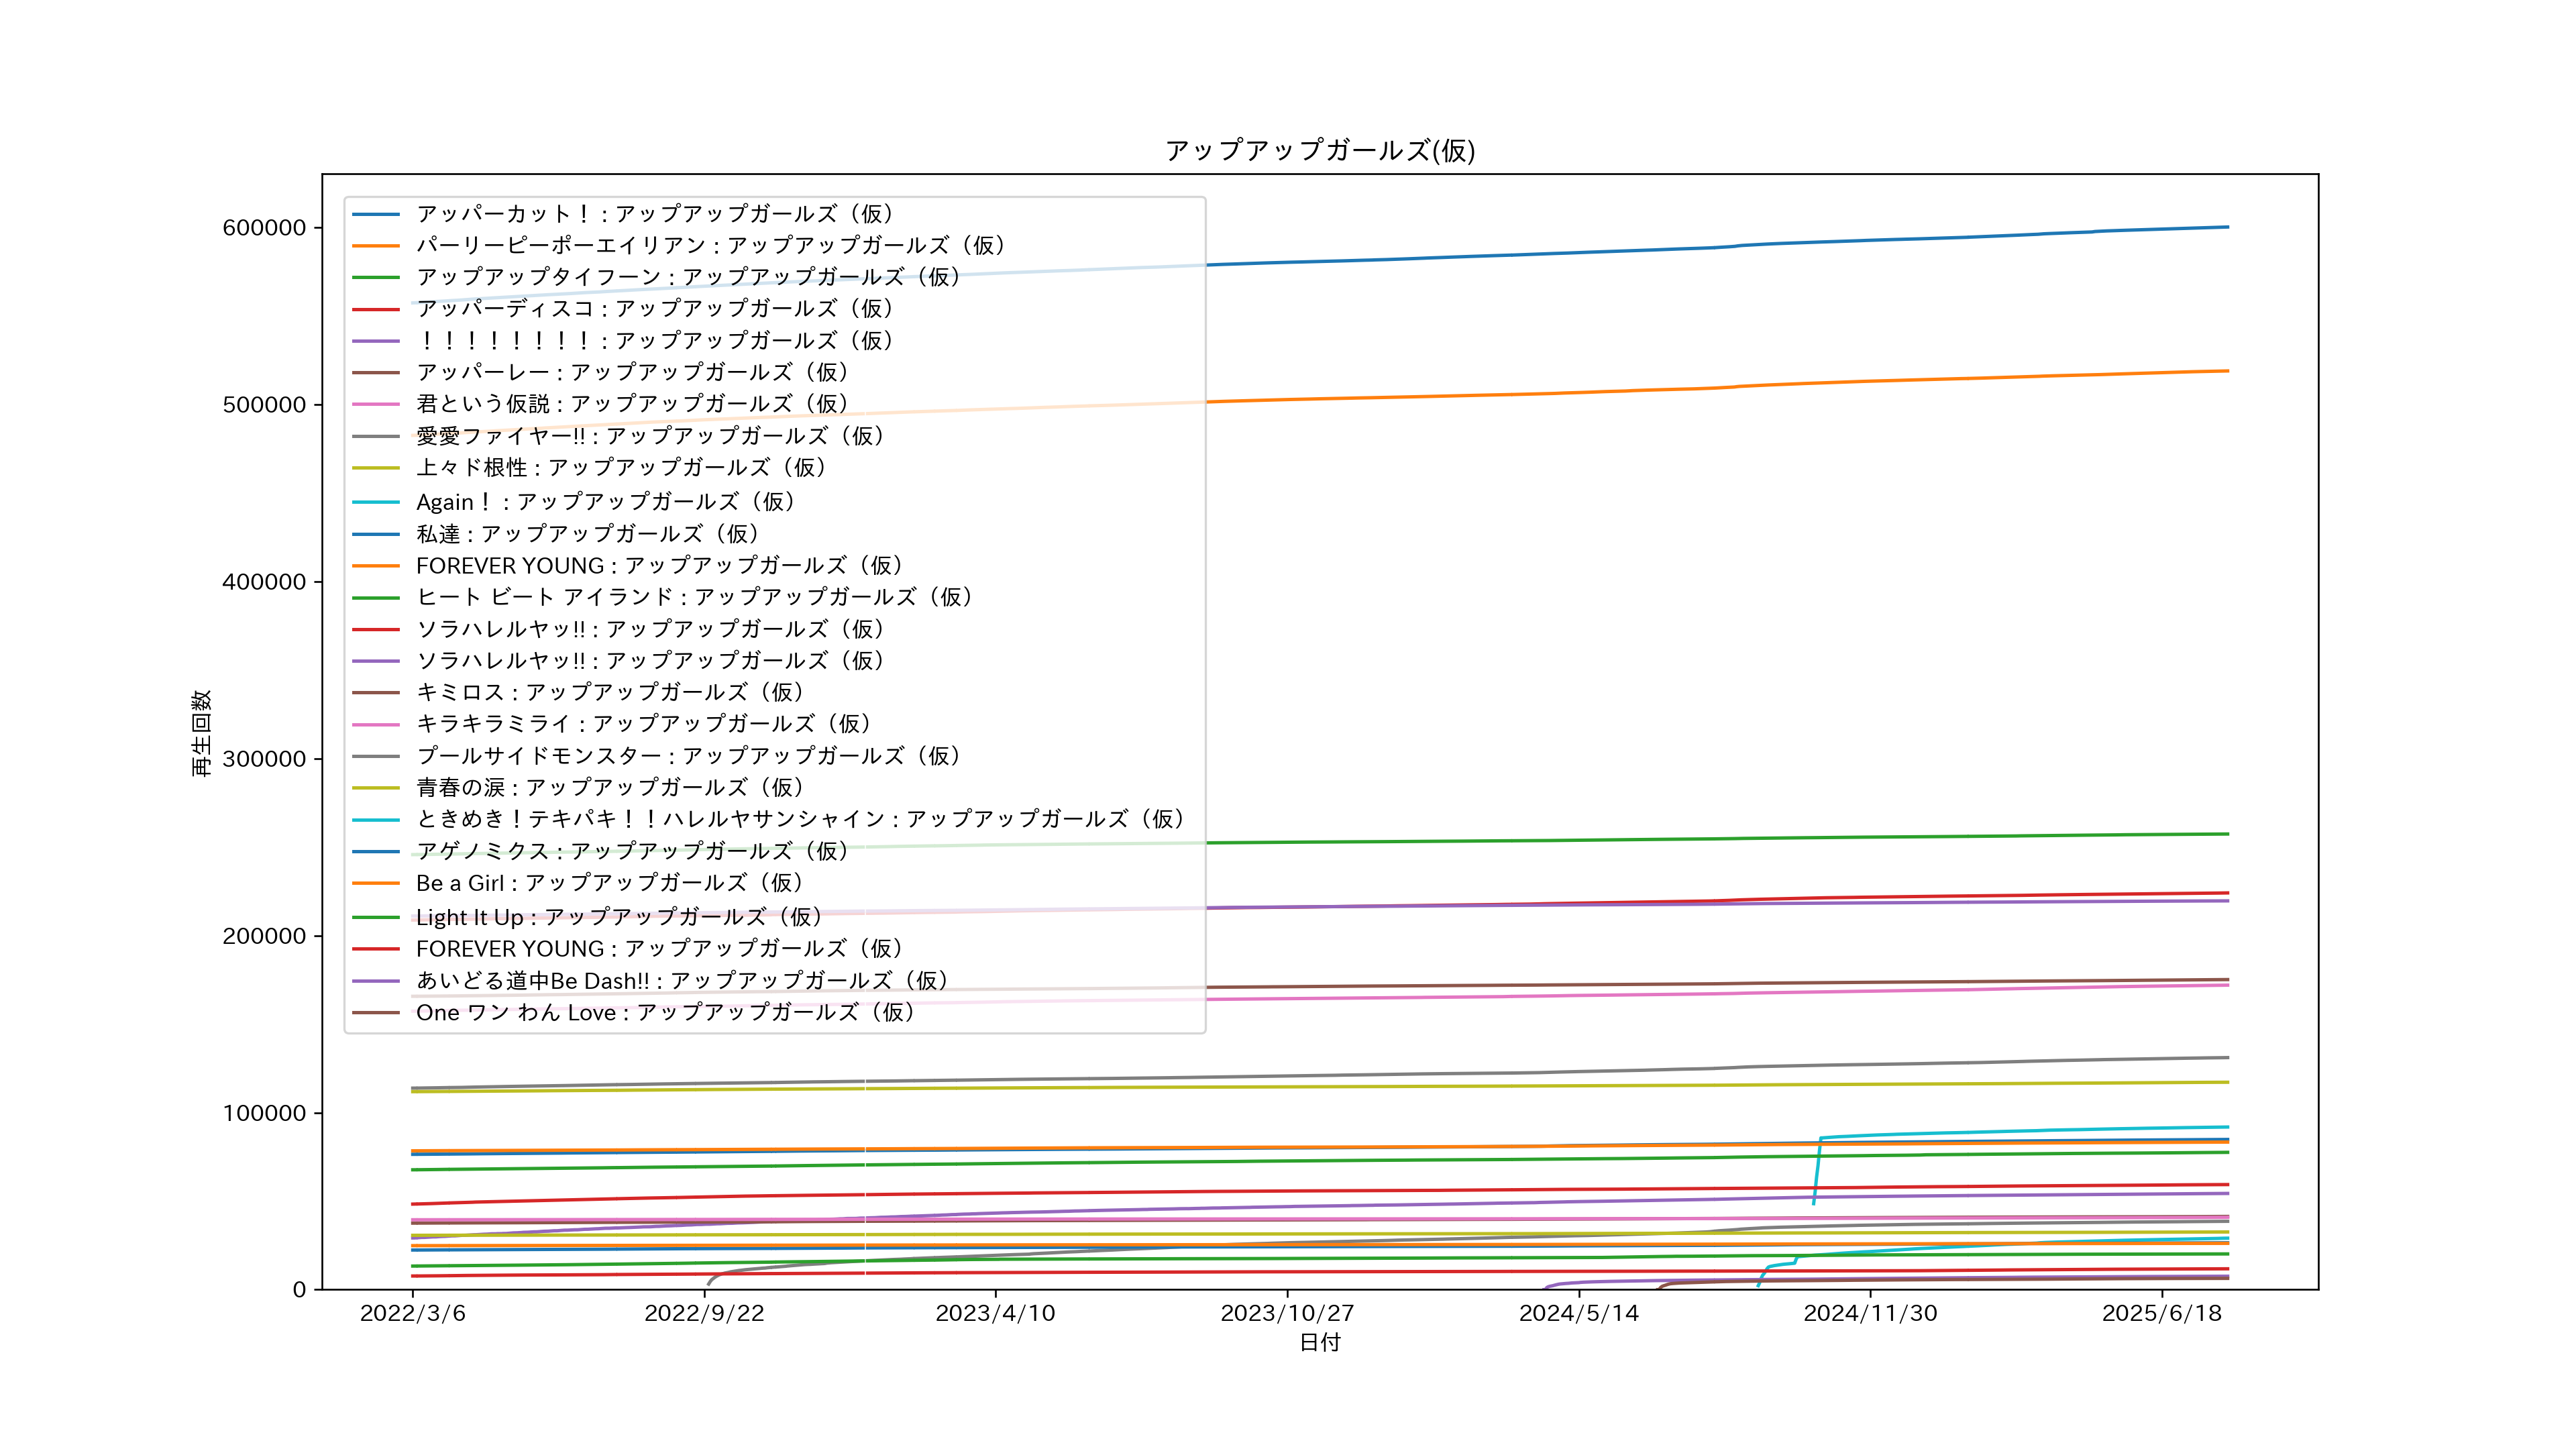 アップアップガールズ(仮)
アッパーカット！ : アップアップガールズ（仮）
パーリーピーポーエイリアン : アップアップガールズ（仮）
アップアップタイフーン : アップアップガールズ（仮）
アッパーディスコ : アップアップガールズ（仮）
！！！！！！！！ : アップアップガールズ（仮）
アッパーレー : アップアップガールズ（仮）
君という仮説 : アップアップガールズ（仮）
愛愛ファイヤー!! : アップアップガールズ（仮）
上々ド根性 : アップアップガールズ（仮）
Again！ : アップアップガールズ（仮）
私達 : アップアップガールズ（仮）
FOREVER YOUNG : アップアップガールズ（仮）
ヒート ビート アイランド : アップアップガールズ（仮）
ソラハレルヤッ!! : アップアップガールズ（仮）
ソラハレルヤッ!! : アップアップガールズ（仮）
キミロス : アップアップガールズ（仮）
キラキラミライ : アップアップガールズ（仮）
プールサイドモンスター : アップアップガールズ（仮）
青春の涙 : アップアップガールズ（仮）
ときめき！テキパキ！！ハレルヤサンシャイン : アップアップガールズ（仮）
アゲノミクス : アップアップガールズ（仮）
Be a Girl : アップアップガールズ（仮）
Light It Up : アップアップガールズ（仮）
FOREVER YOUNG : アップアップガールズ（仮）
あいどる道中Be Dash!! : アップアップガールズ（仮）
One ワン わん Love : アップアップガールズ（仮）
再生回数
600000
500000
400000
300000
200000
100000
0
2022/3/6
2022/9/22
2023/4/10
2023/10/27
2024/5/14
2024/11/30
2025/6/18
日付